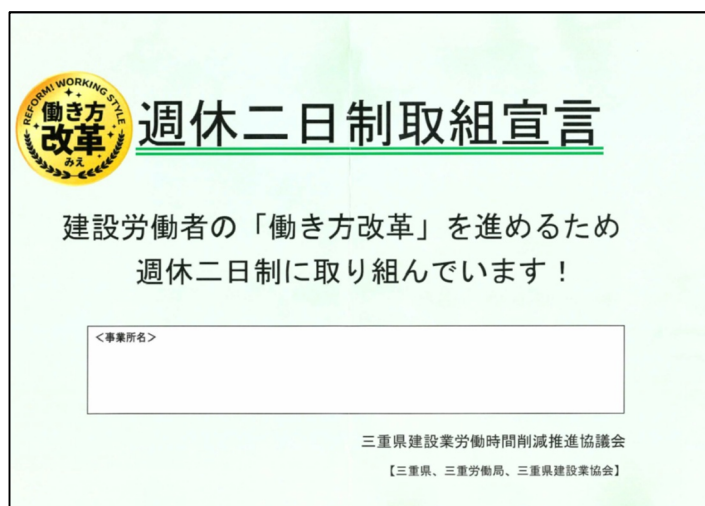 REFORM! WORKING STYLE
働き方
改革
みえ
週休二日制取組宣言
建設労働者の「働き方改革」を進めるため
週休二日制に取り組んでいます！
＜事業所名＞
三重県建設業労働時間削減推進協議会
【三重県、三重労働局、三重県建設業協会】